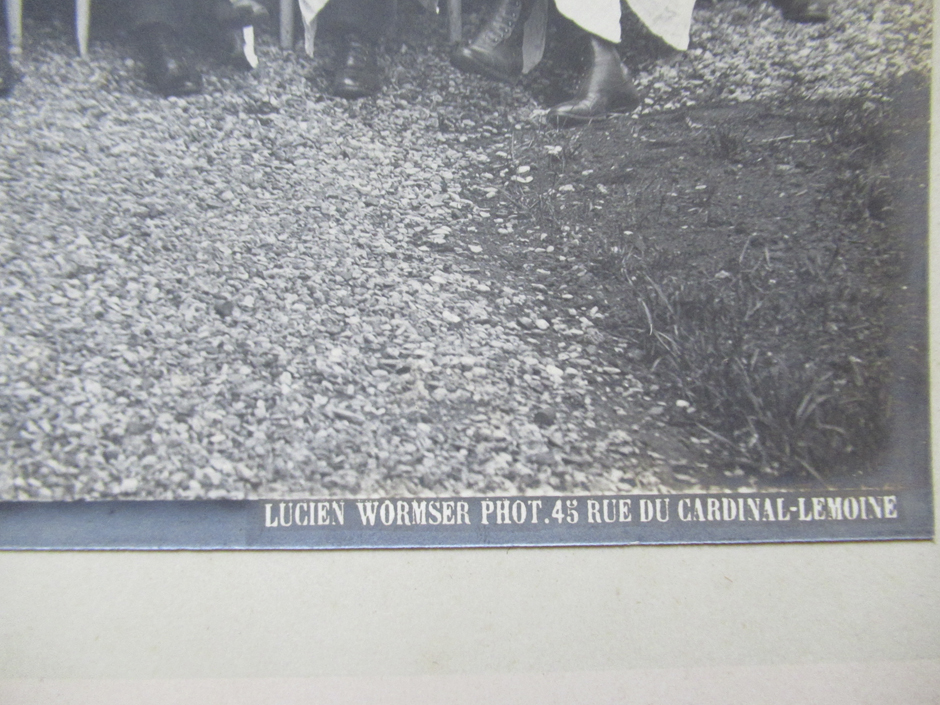 LUCIEN WORMSER PHOT. 45 RUE DU CARDINAL-LEMOINE